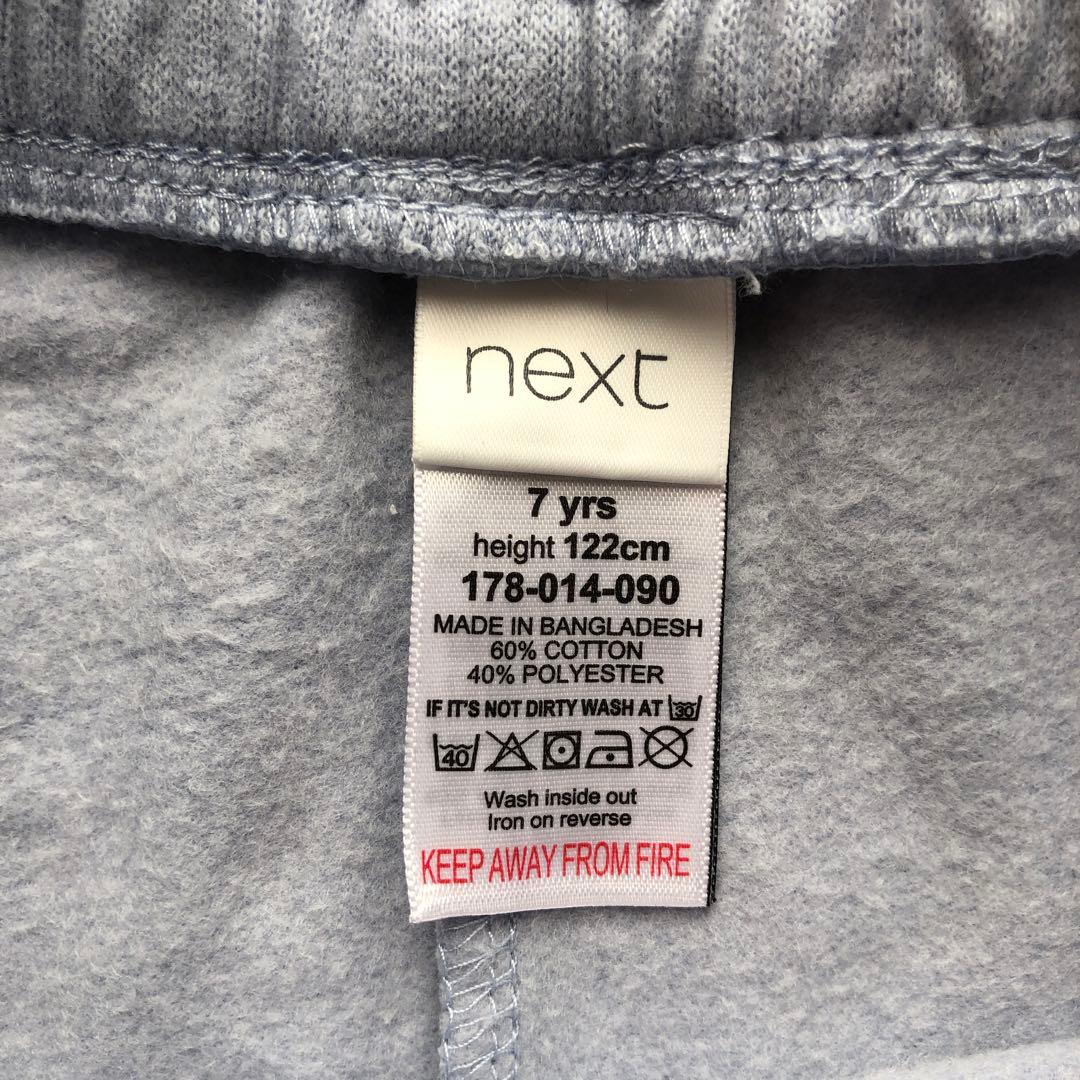 next
7 yrs
height 122cm
178-014-090
MADE IN BANGLADESH
60% COTTON
40% POLYESTER
IF IT'S NOT DIRTY WASH AT 30
40
Wash inside out
Iron on reverse
KEEP AWAY FROM FIRE